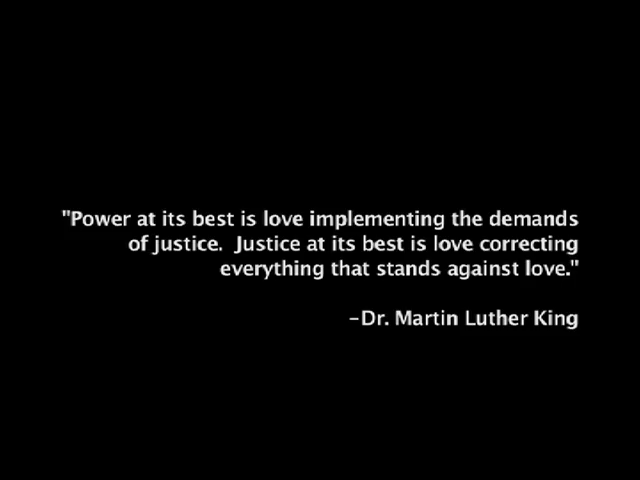 "Power at its best is love implementing the demands
of justice.  Justice at its best is love correcting
everything that stands against love."
-Dr. Martin Luther King